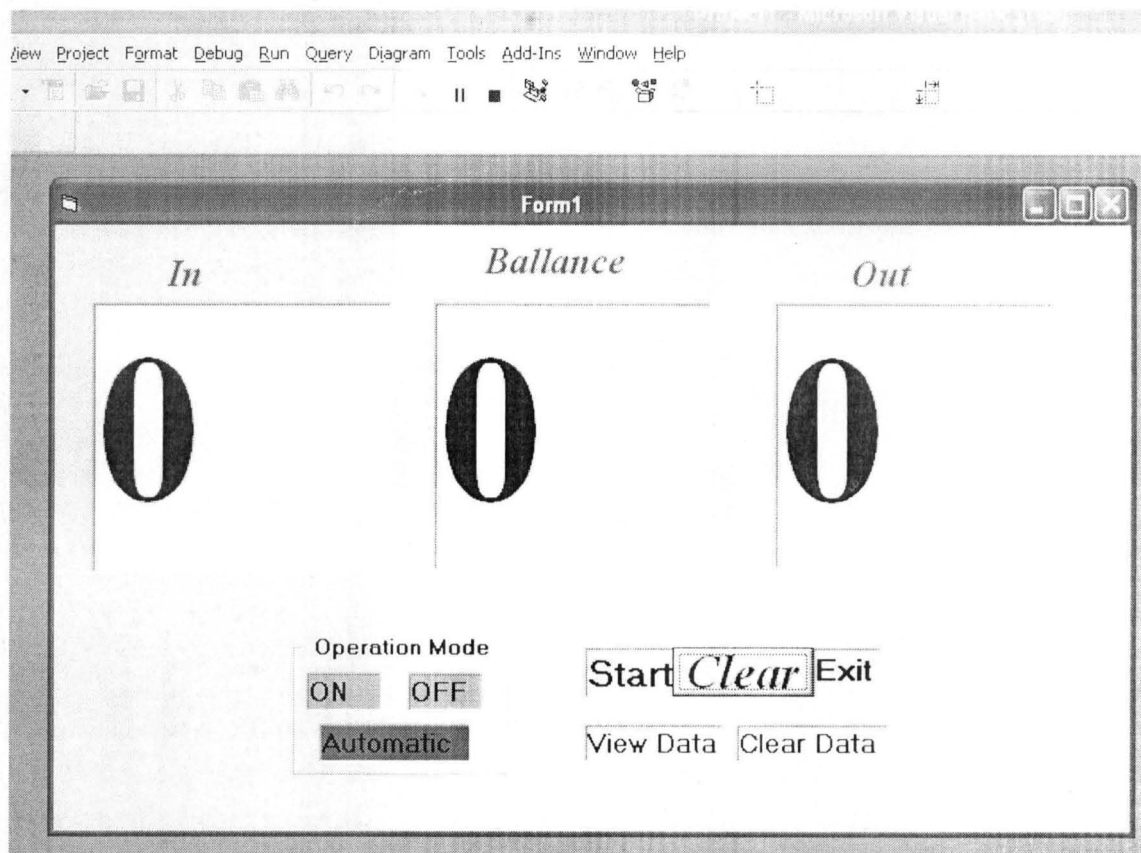 View Project Format Debug Run Query Diagram Tools Add-Ins Window Help
Form1
In Ballance Out
0 0 0
Operation Mode
ON OFF
Automatic
Start Clear Exit
View Data Clear Data